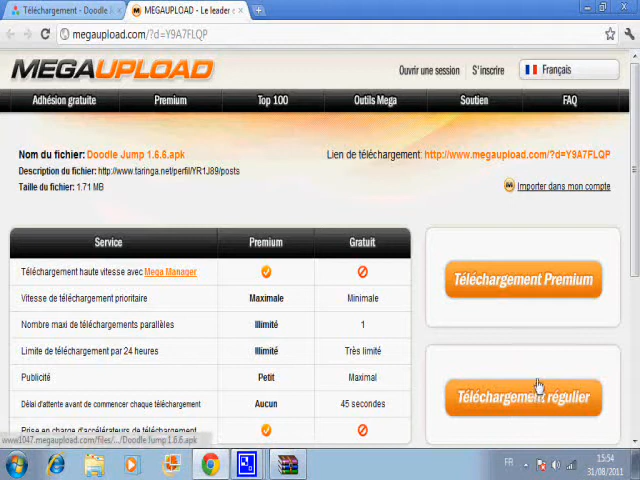 Téléchargement - Doodle
MEGAUPLOAD - Le leader
megaupload.com/?d=Y9A7FLQP
MEGAUPLOAD
Ouvrir une session S'inscrire Français
Adhésion gratuite Premium Top 100 Outils Mega Soutien FAQ
Nom du fichier: Doodle Jump 1.6.6.apk
Lien de téléchargement: http://www.megaupload.com/?d=Y9A7FLQP
Description du fichier: http://www.taringa.net/perfil/YR1J89/posts
Taille du fichier: 1.71 MB
Importer dans mon compte
Service Premium Gratuit
Téléchargement haute vitesse avec Mega Manager
Vitesse de téléchargement prioritaire Maximale Minimale
Nombre maxi de téléchargements parallèles Illimité 1
Limite de téléchargement par 24 heures Illimité Très limité
Publicité Petit Maximal
Délai d'attente avant de commencer chaque téléchargement Aucun 45 secondes
Prise en charge d'accélérateurs de téléchargement
Téléchargement Premium
Téléchargement régulier
www1047.megaupload.com/files/.../Doodle Jump 1.6.6.apk
FR
15:54
31/08/2011